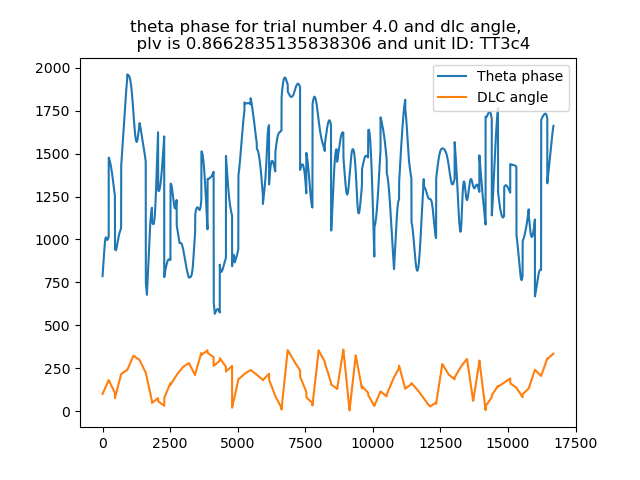 theta phase for trial number 4.0 and dlc angle,
plv is 0.8662835135838306 and unit ID: TT3c4
Theta phase
DLC angle
2000
1750
1500
1250
1000
750
500
250
0
0 2500 5000 7500 10000 12500 15000 17500